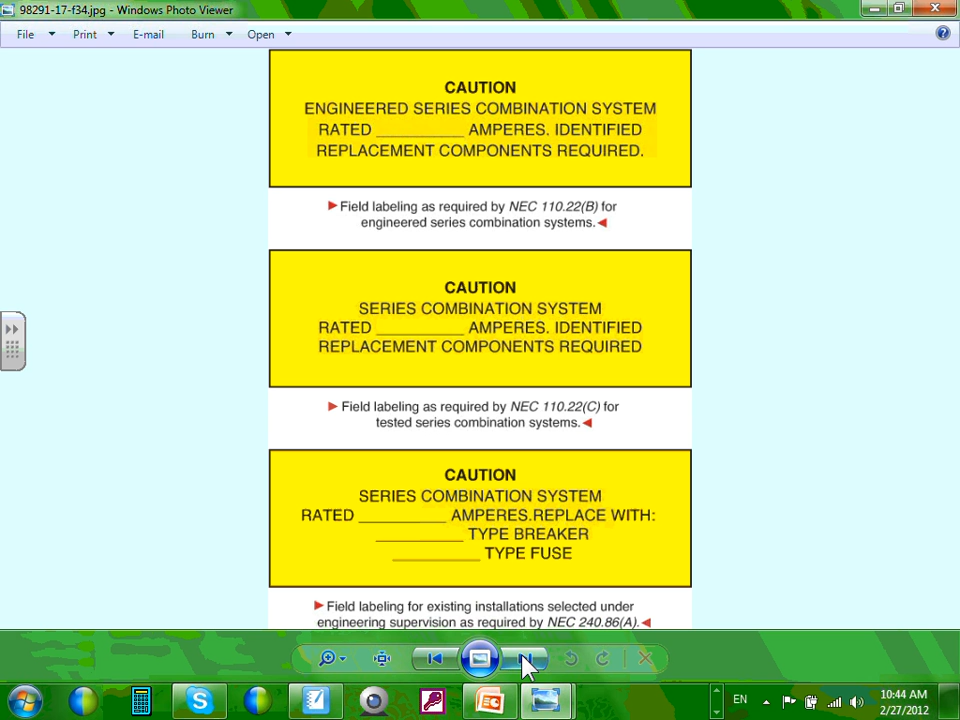 98291-17-f34.jpg - Windows Photo Viewer
File Print E-mail Burn Open
CAUTION
ENGINEERED SERIES COMBINATION SYSTEM
RATED __________ AMPERES. IDENTIFIED
REPLACEMENT COMPONENTS REQUIRED.
Field labeling as required by NEC 110.22(B) for
engineered series combination systems.
CAUTION
SERIES COMBINATION SYSTEM
RATED __________ AMPERES. IDENTIFIED
REPLACEMENT COMPONENTS REQUIRED
Field labeling as required by NEC 110.22(C) for
tested series combination systems.
CAUTION
SERIES COMBINATION SYSTEM
RATED __________ AMPERES.REPLACE WITH:
__________ TYPE BREAKER
__________ TYPE FUSE
Field labeling for existing installations selected under
engineering supervision as required by NEC 240.86(A).
EN
10:44 AM
2/27/2012